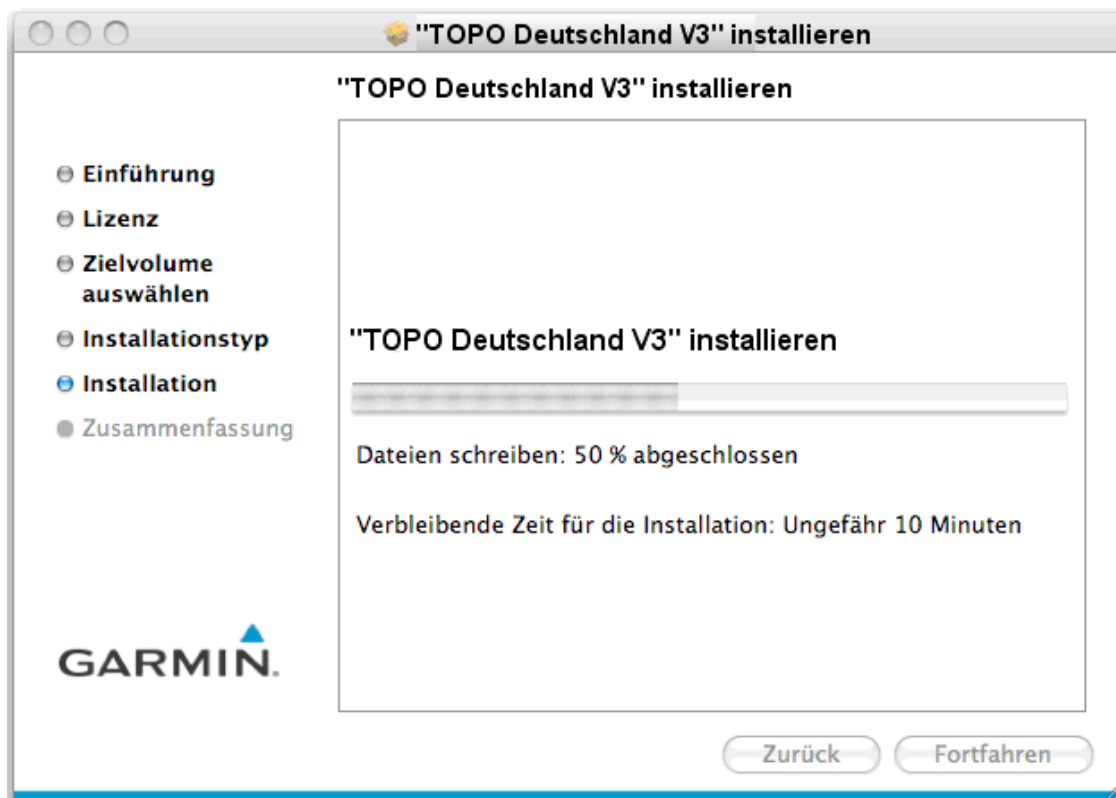 "TOPO Deutschland V3" installieren
"TOPO Deutschland V3" installieren
Einführung
Lizenz
Zielvolume
auswählen
Installationstyp
Installation
Zusammenfassung
"TOPO Deutschland V3" installieren
Dateien schreiben: 50 % abgeschlossen
Verbleibende Zeit für die Installation: Ungefähr 10 Minuten
GARMIN.
Zurück
Fortfahren